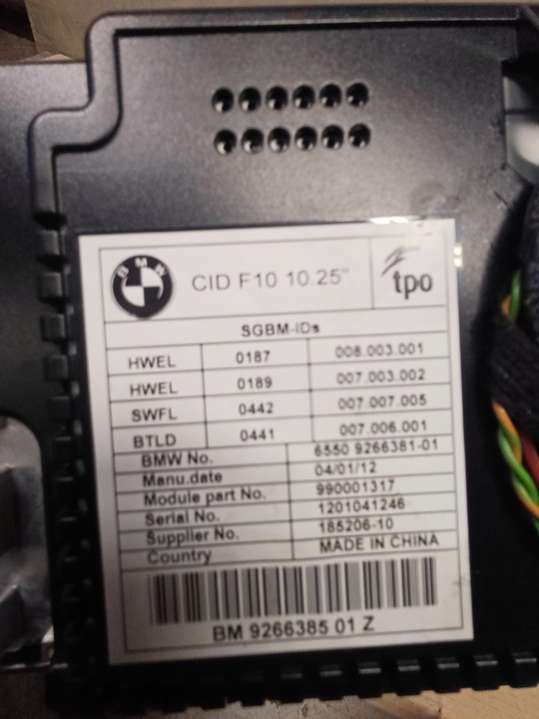 BMW
CID F10 10.25"
tpo
SGBM-IDs
HWEL 0187 008.003.001
HWEL 0189 007.003.002
SWFL 0442 007.007.005
BTLD 0441 007.006.001
BMW No. 6550 9266381-01
Manu.date 04/01/12
Module part No. 990001317
Serial No. 1201041246
Supplier No. 185206-10
Country MADE IN CHINA
BM 9266385 01 Z